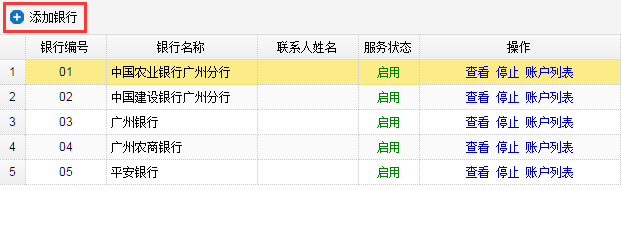 添加银行
银行编号 银行名称 联系人姓名 服务状态 操作
1 01 中国农业银行广州分行 启用 查看 停止 账户列表
2 02 中国建设银行广州分行 启用 查看 停止 账户列表
3 03 广州银行 启用 查看 停止 账户列表
4 04 广州农商银行 启用 查看 停止 账户列表
5 05 平安银行 启用 查看 停止 账户列表